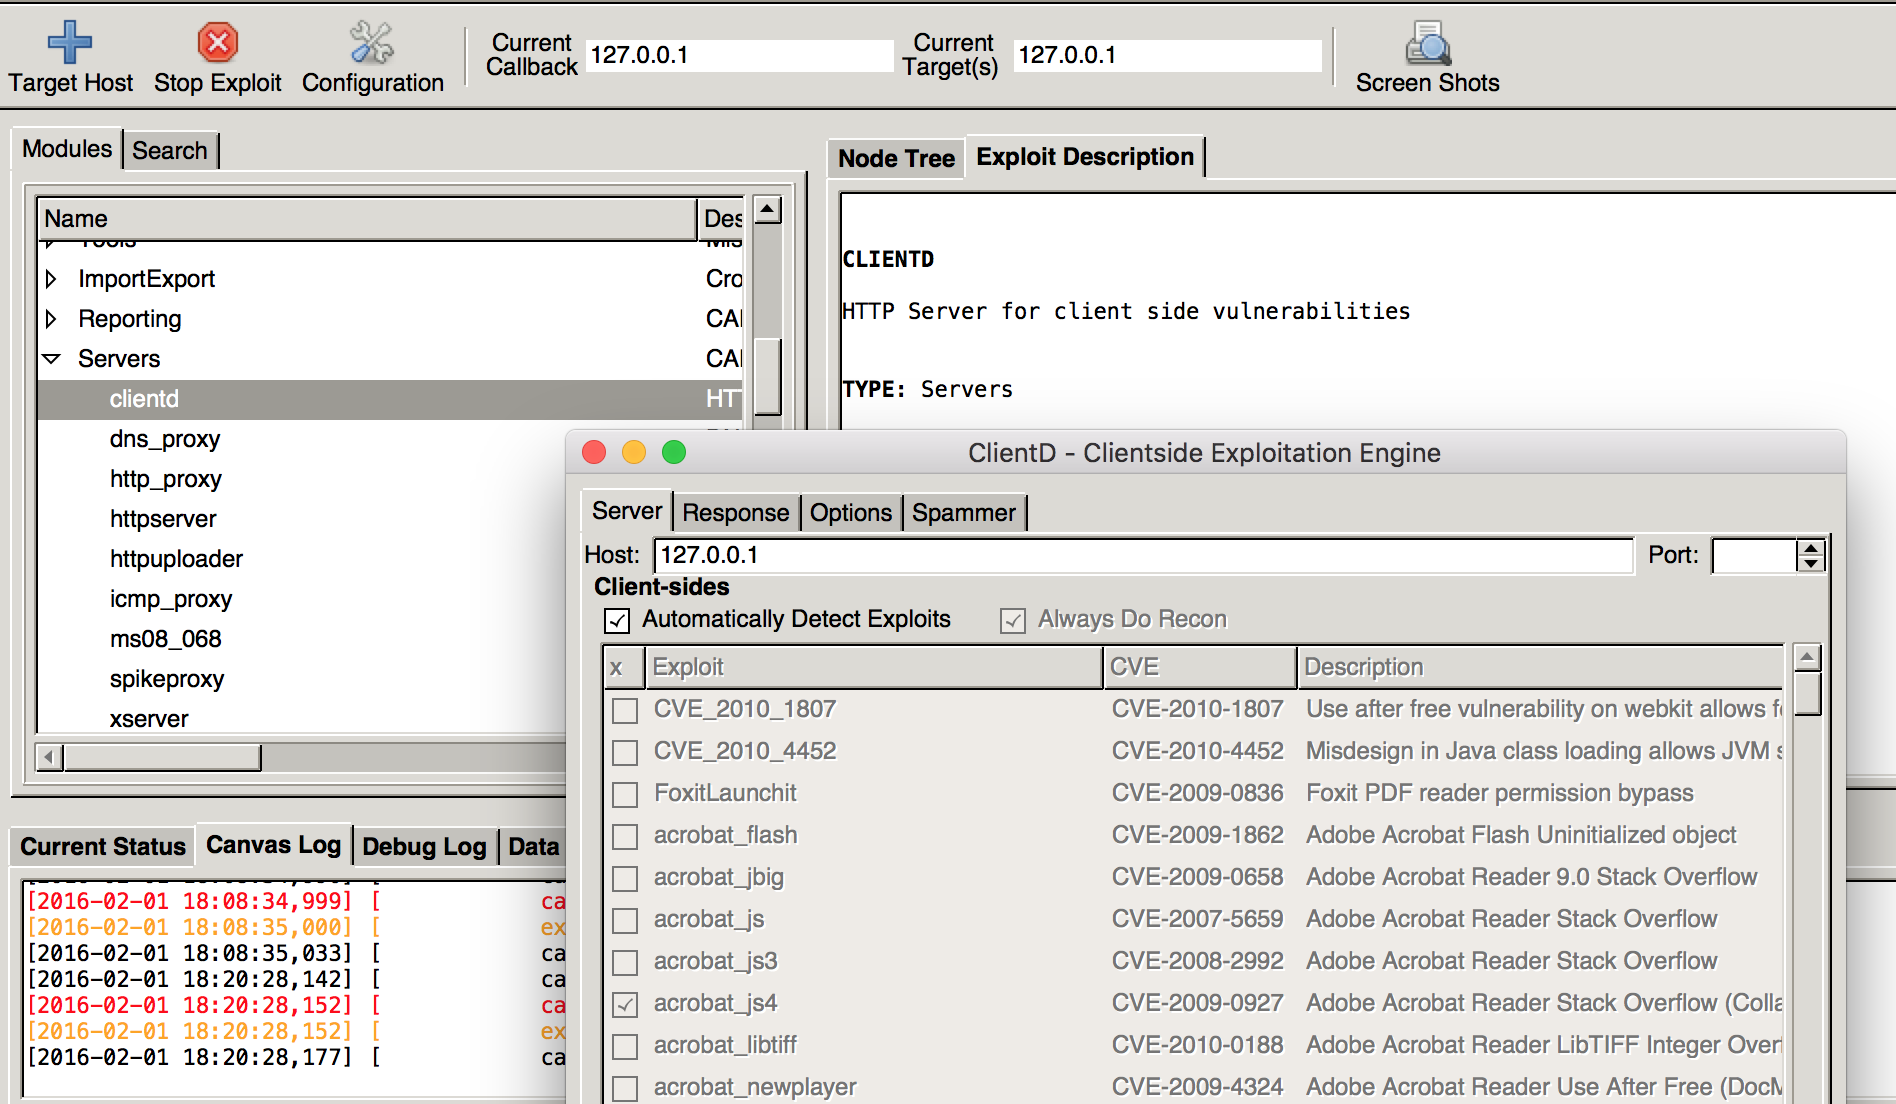 Target Host
Stop Exploit
Configuration
Current Callback
127.0.0.1
Current Target(s)
127.0.0.1
Screen Shots
Modules
Search
Name
Des
Tools
Mis
ImportExport
Cro
Reporting
CAI
Servers
CAI
clientd
HTT
dns_proxy
http_proxy
httpserver
httpuploader
icmp_proxy
ms08_068
spikeproxy
xserver
Node Tree
Exploit Description
CLIENTD
HTTP Server for client side vulnerabilities
TYPE: Servers
Current Status
Canvas Log
Debug Log
Data
[2016-02-01 18:08:34,999] [ ca
[2016-02-01 18:08:35,000] [ ex
[2016-02-01 18:08:35,033] [ ca
[2016-02-01 18:20:28,142] [ ca
[2016-02-01 18:20:28,152] [ ca
[2016-02-01 18:20:28,152] [ ex
[2016-02-01 18:20:28,177] [ ca
ClientD - Clientside Exploitation Engine
Server
Response
Options
Spammer
Host: 127.0.0.1 Port:
Client-sides
Automatically Detect Exploits
Always Do Recon
x Exploit CVE Description
CVE_2010_1807 CVE-2010-1807 Use after free vulnerability on webkit allows f
CVE_2010_4452 CVE-2010-4452 Misdesign in Java class loading allows JVM s
FoxitLaunchit CVE-2009-0836 Foxit PDF reader permission bypass
acrobat_flash CVE-2009-1862 Adobe Acrobat Flash Uninitialized object
acrobat_jbig CVE-2009-0658 Adobe Acrobat Reader 9.0 Stack Overflow
acrobat_js CVE-2007-5659 Adobe Acrobat Reader Stack Overflow
acrobat_js3 CVE-2008-2992 Adobe Acrobat Reader Stack Overflow
acrobat_js4 CVE-2009-0927 Adobe Acrobat Reader Stack Overflow (Colla
acrobat_libtiff CVE-2010-0188 Adobe Acrobat Reader LibTIFF Integer Over
acrobat_newplayer CVE-2009-4324 Adobe Acrobat Reader Use After Free (DocM